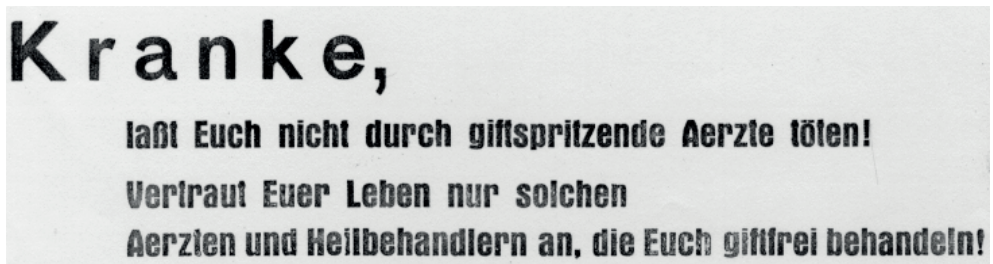 Kranke,
laßt Euch nicht durch giftspritzende Aerzte töten!
Vertraut Euer Leben nur solchen
Aerzten und Heilbehandlern an, die Euch giftfrei behandeln!